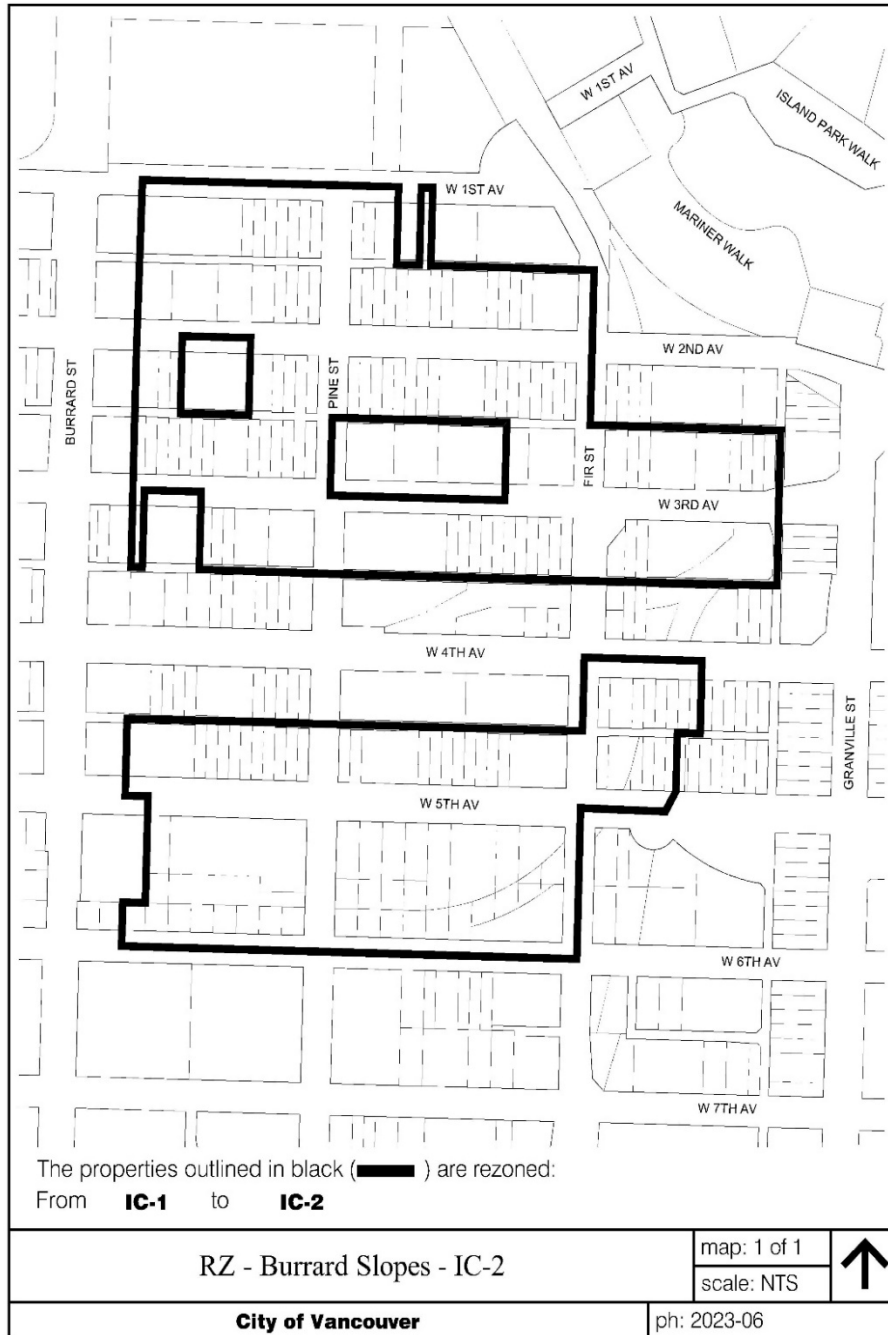 W 1ST AV
ISLAND PARK WALK
W 1ST AV
MARINER WALK
W 2ND AV
BURRARD ST
PINE ST
FIR ST
W 3RD AV
W 4TH AV
GRANVILLE ST
W 5TH AV
W 6TH AV
W 7TH AV
The properties outlined in black ( ) are rezoned:
From IC-1 to IC-2
RZ - Burrard Slopes - IC-2
map: 1 of 1
scale: NTS
City of Vancouver
ph: 2023-06